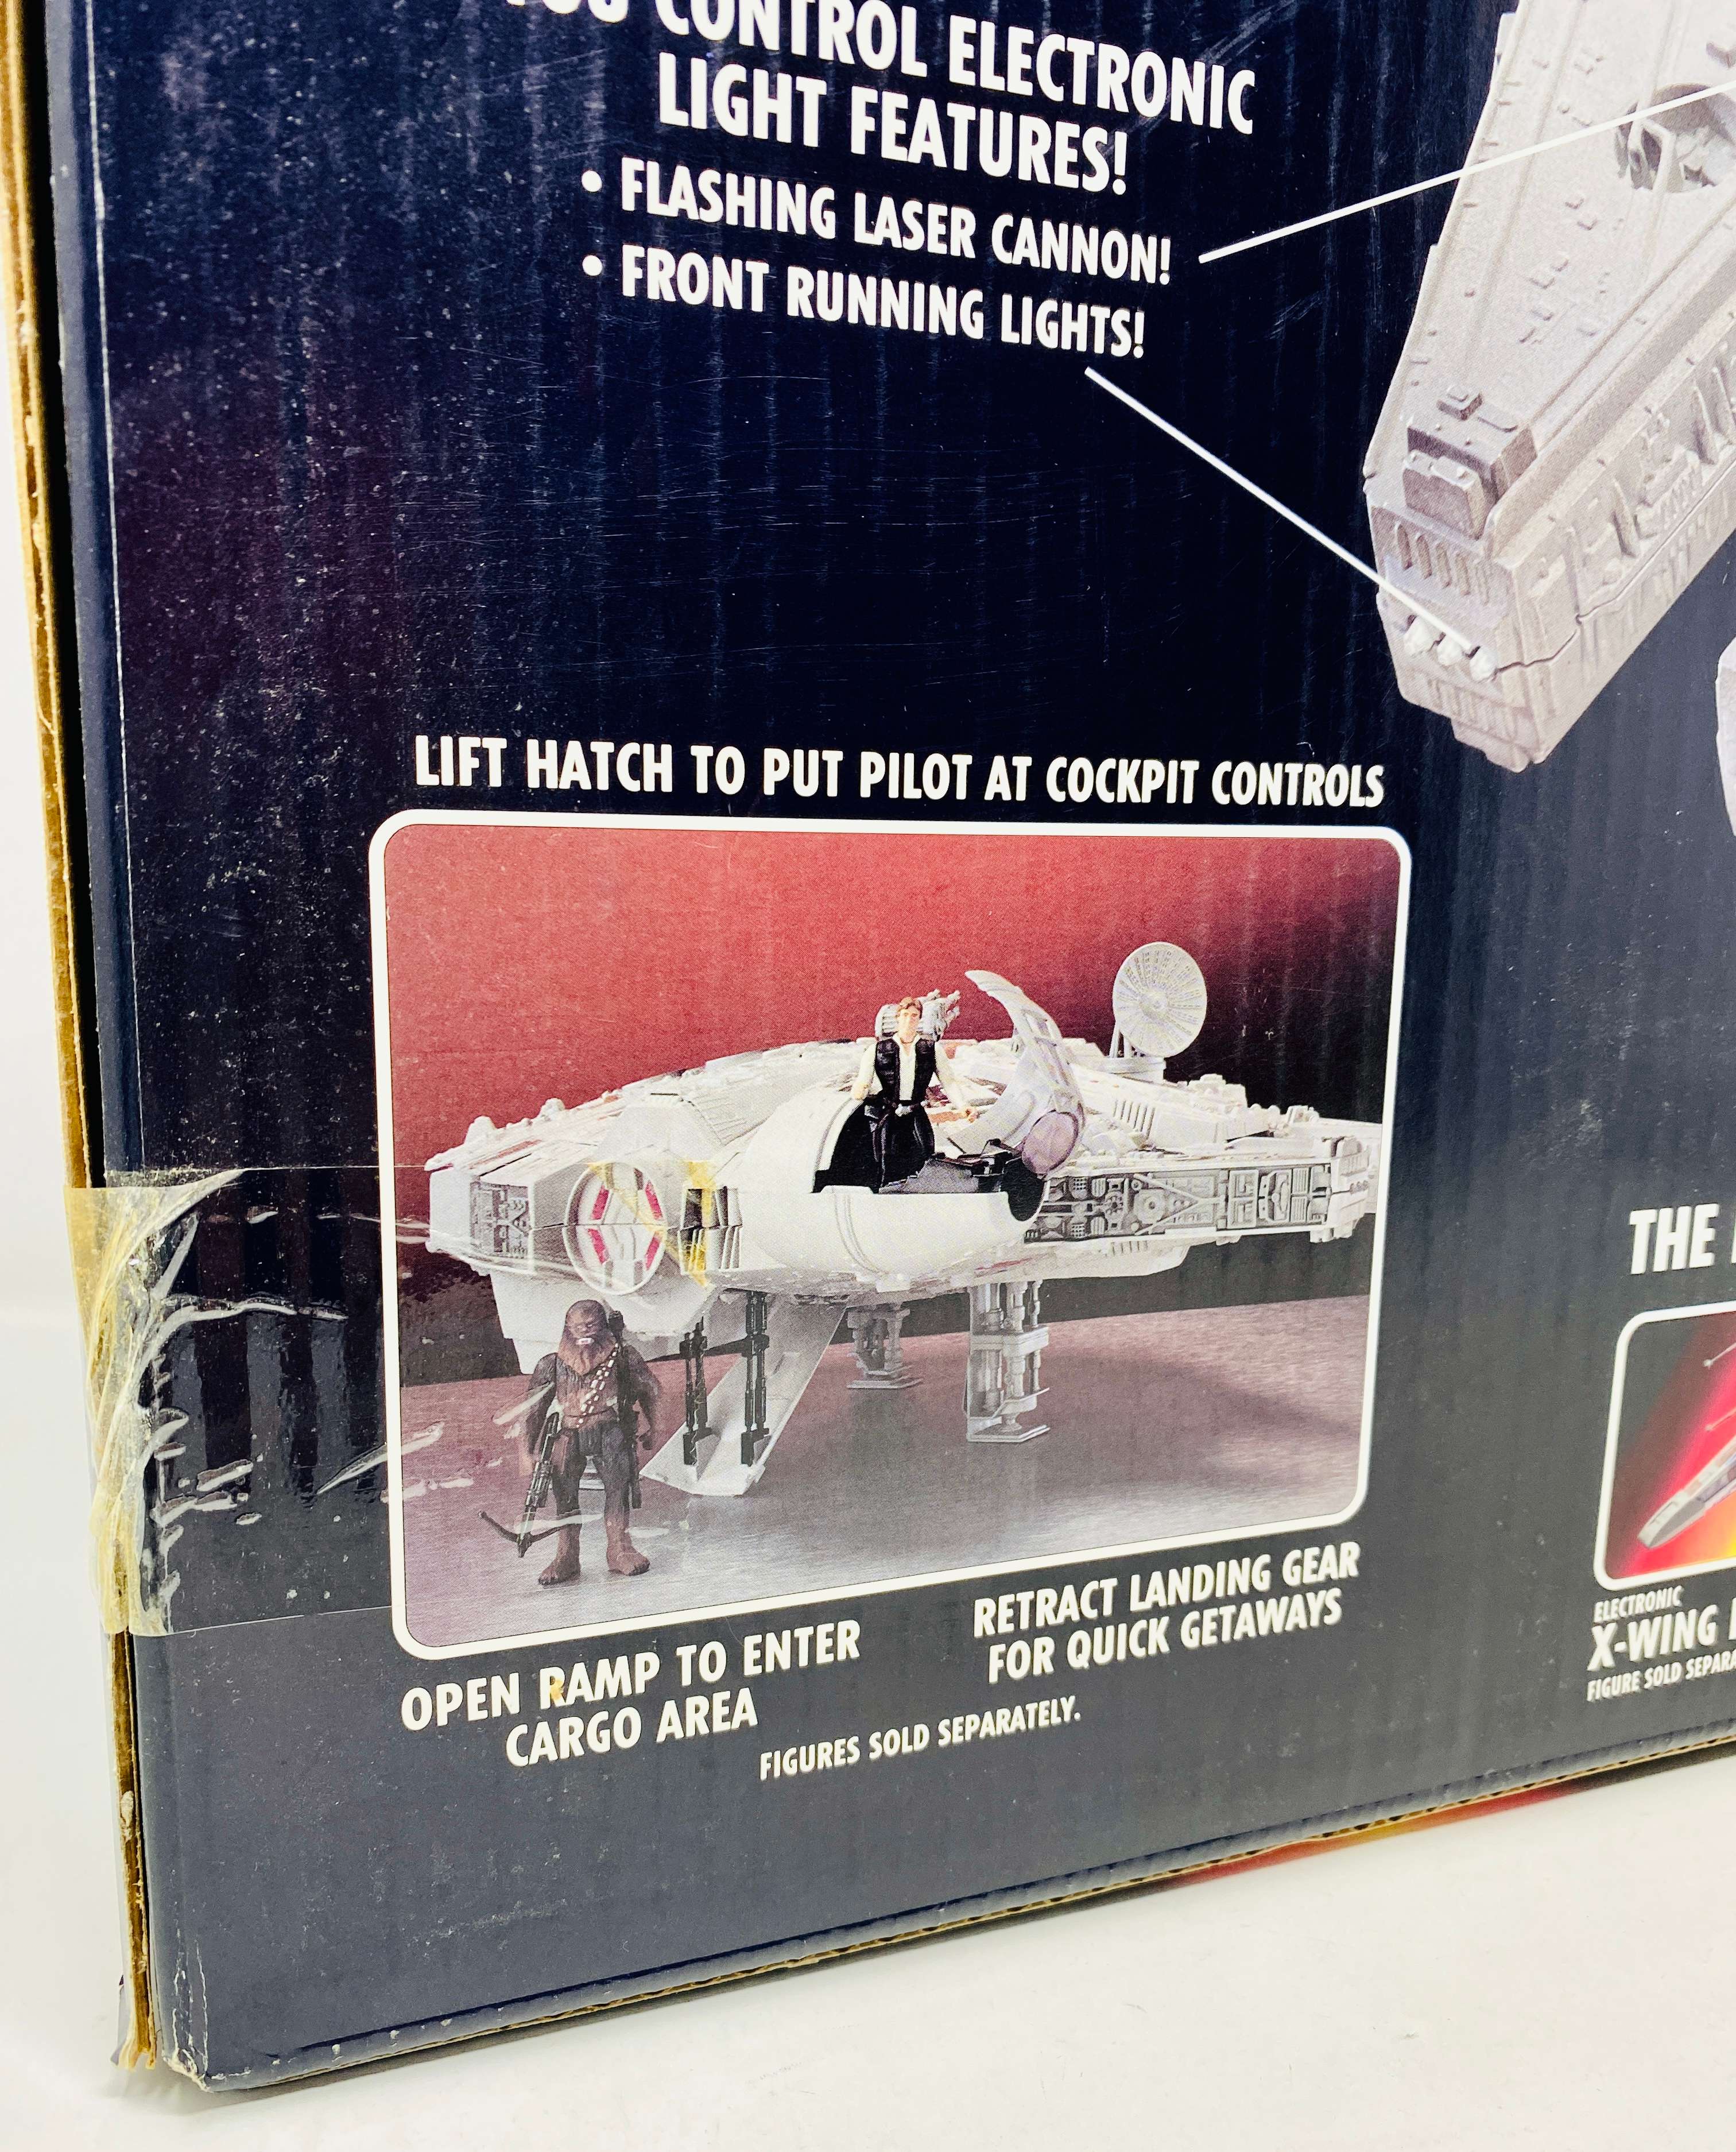 CONTROL ELECTRONIC
LIGHT FEATURES!
• FLASHING LASER CANNON!
• FRONT RUNNING LIGHTS!
LIFT HATCH TO PUT PILOT AT COCKPIT CONTROLS
OPEN RAMP TO ENTER
CARGO AREA
RETRACT LANDING GEAR
FOR QUICK GETAWAYS
FIGURES SOLD SEPARATELY.
THE
ELECTRONIC
X-WING
FIGURE SOLD